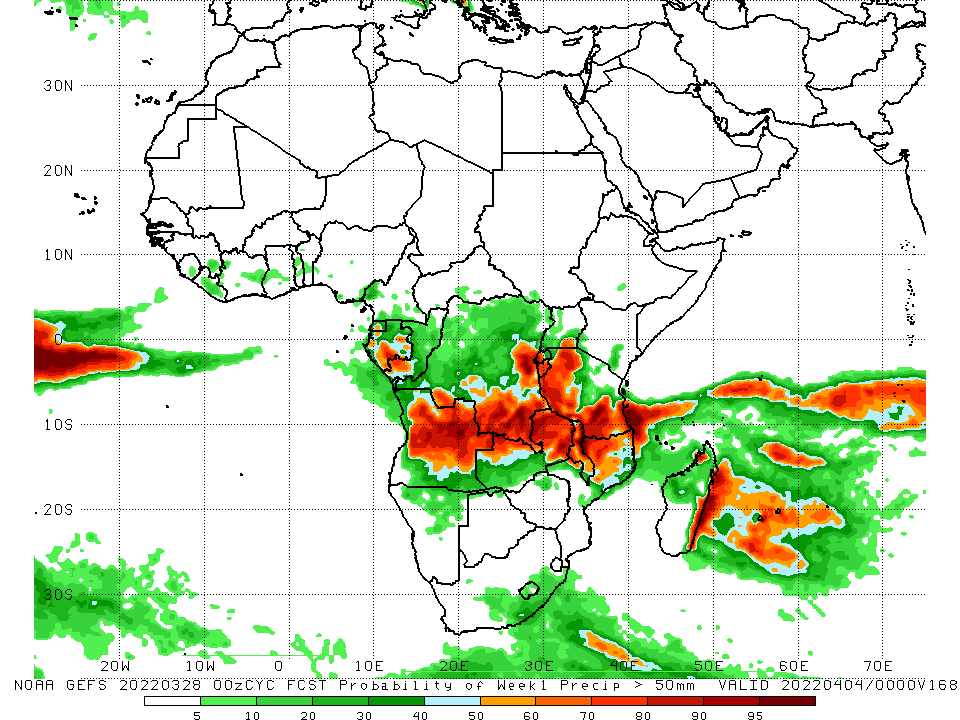 30N
20N
10N
0
10S
20S
30S
20W 10W 0 10E 20E 30E 40E 50E 60E 70E
NOAA GEFS 20220328 00zCYC FCST Probability of Week1 Precip > 50mm VALID 20220404/0000V168
5 10 20 30 40 50 60 70 80 90 95